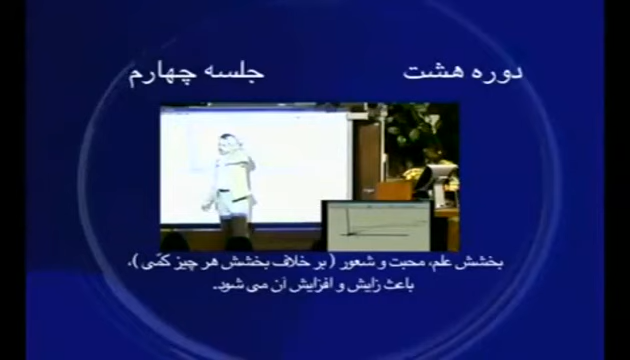 دوره هشت
جلسه چهارم
بخشش علم، محبت و شعور (بر خلاف بخشش هر چیز کمّی)،
باعث زایش و افزایش آن می شود.